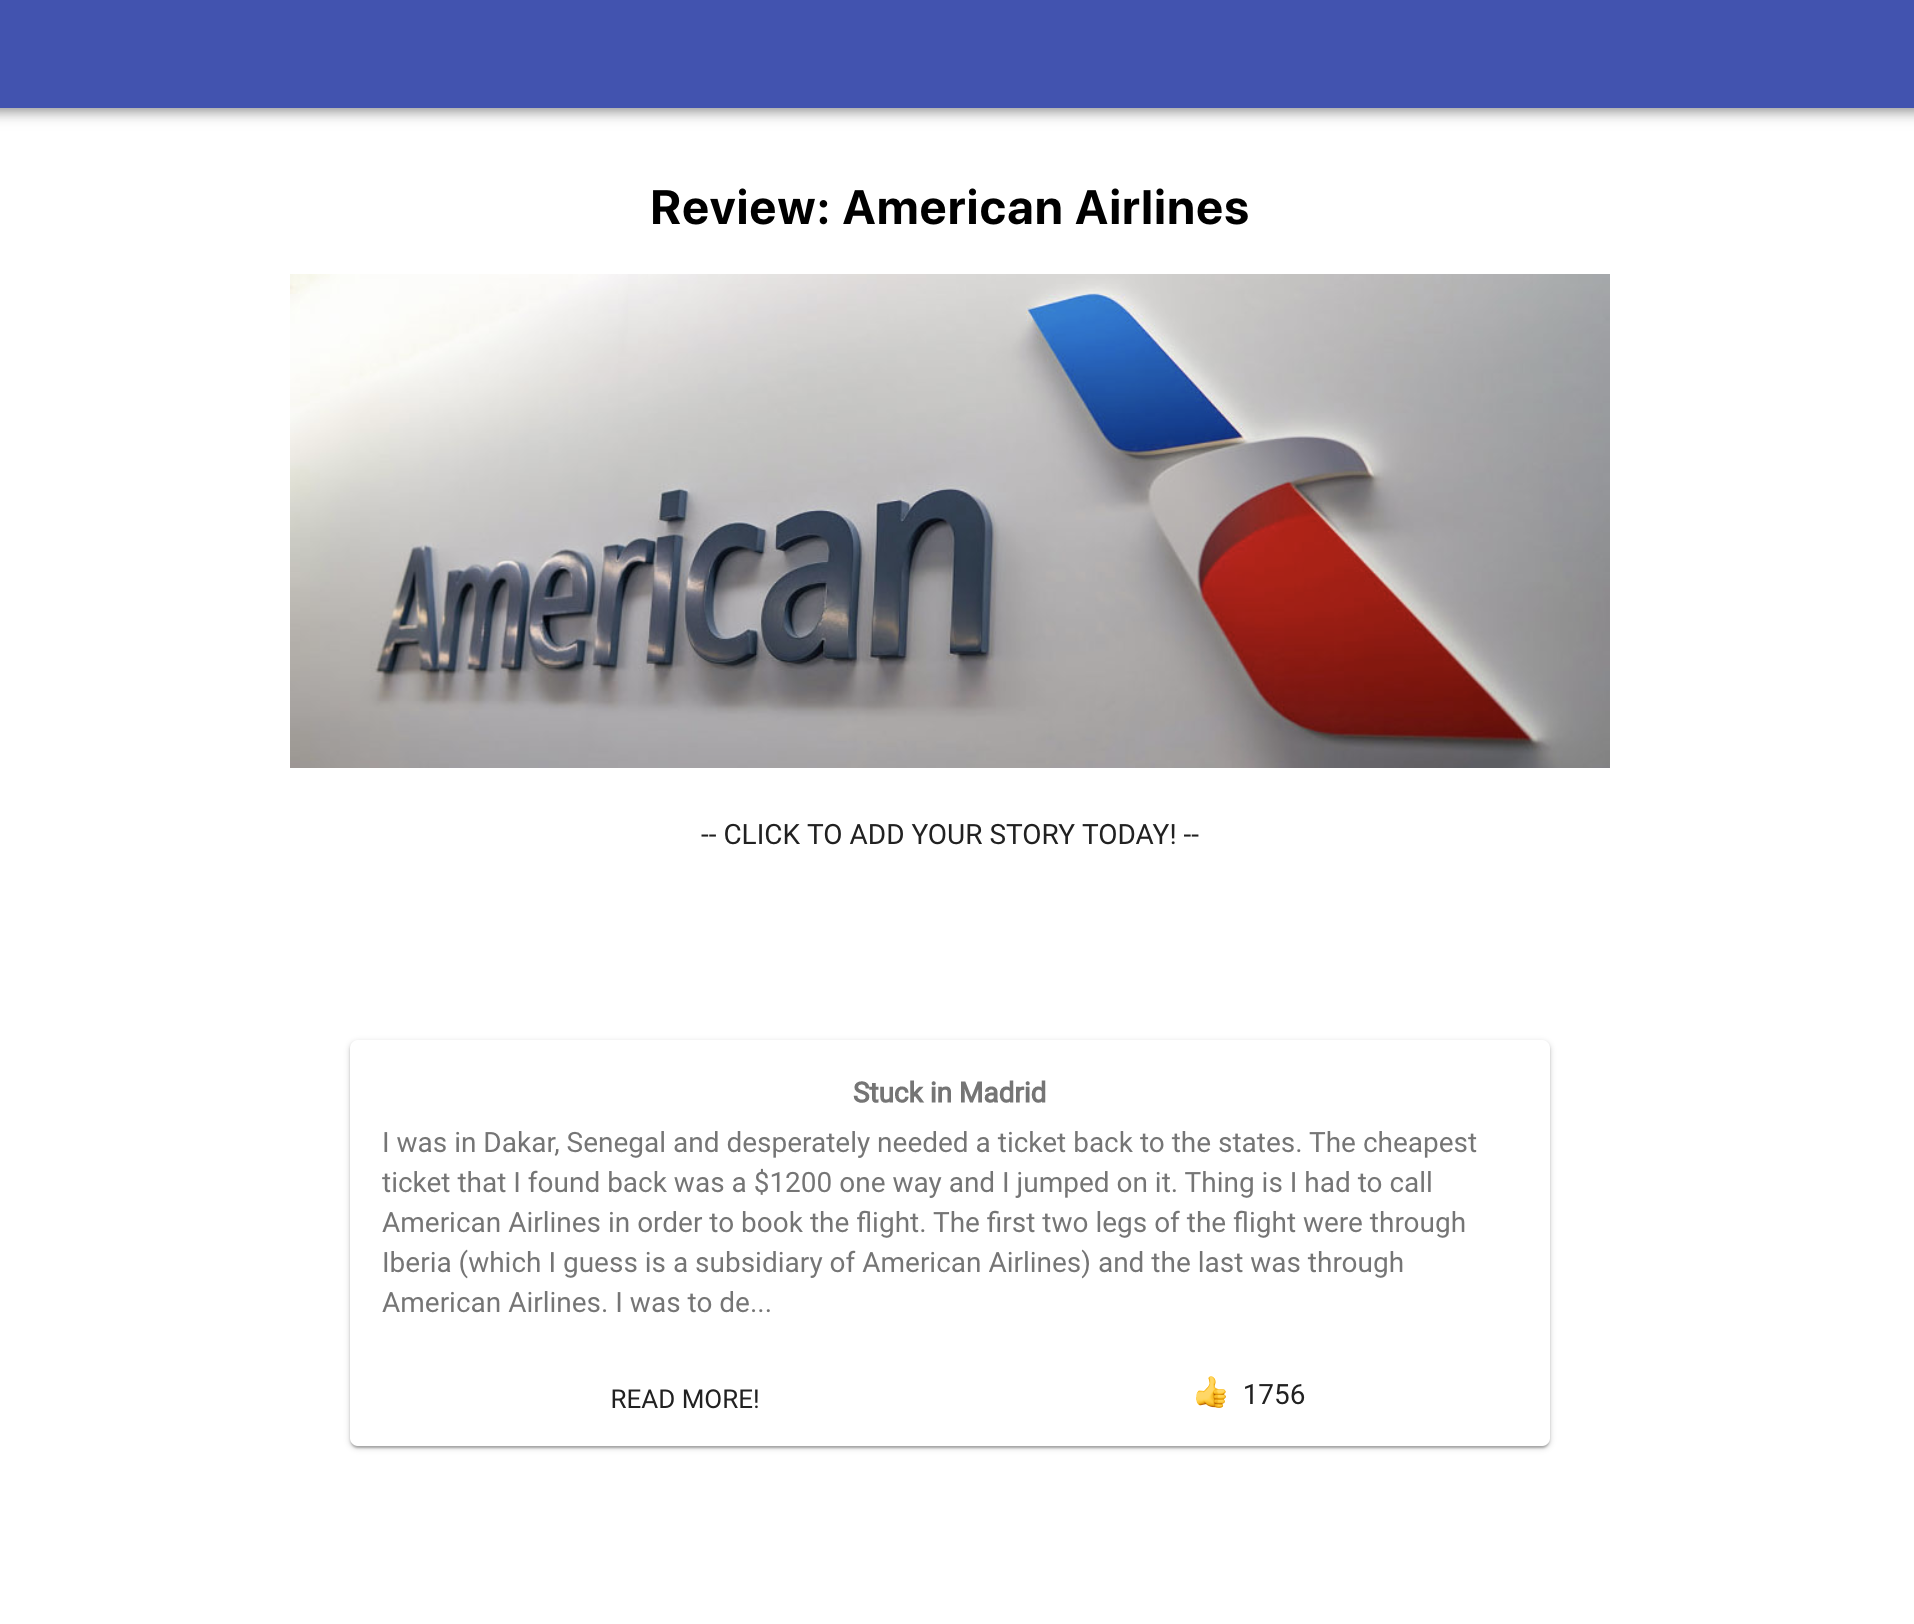 Review: American Airlines
American
-- CLICK TO ADD YOUR STORY TODAY! --
Stuck in Madrid
I was in Dakar, Senegal and desperately needed a ticket back to the states. The cheapest
ticket that I found back was a $1200 one way and I jumped on it. Thing is I had to call
American Airlines in order to book the flight. The first two legs of the flight were through
Iberia (which I guess is a subsidiary of American Airlines) and the last was through
American Airlines. I was to de...
READ MORE!
👍 1756